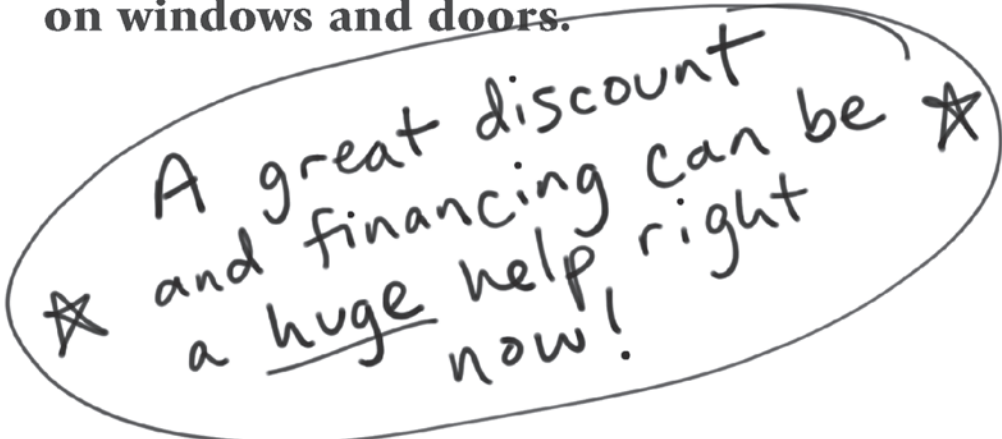 on windows and doors.
A great discount
and financing can be
a huge help right
now!